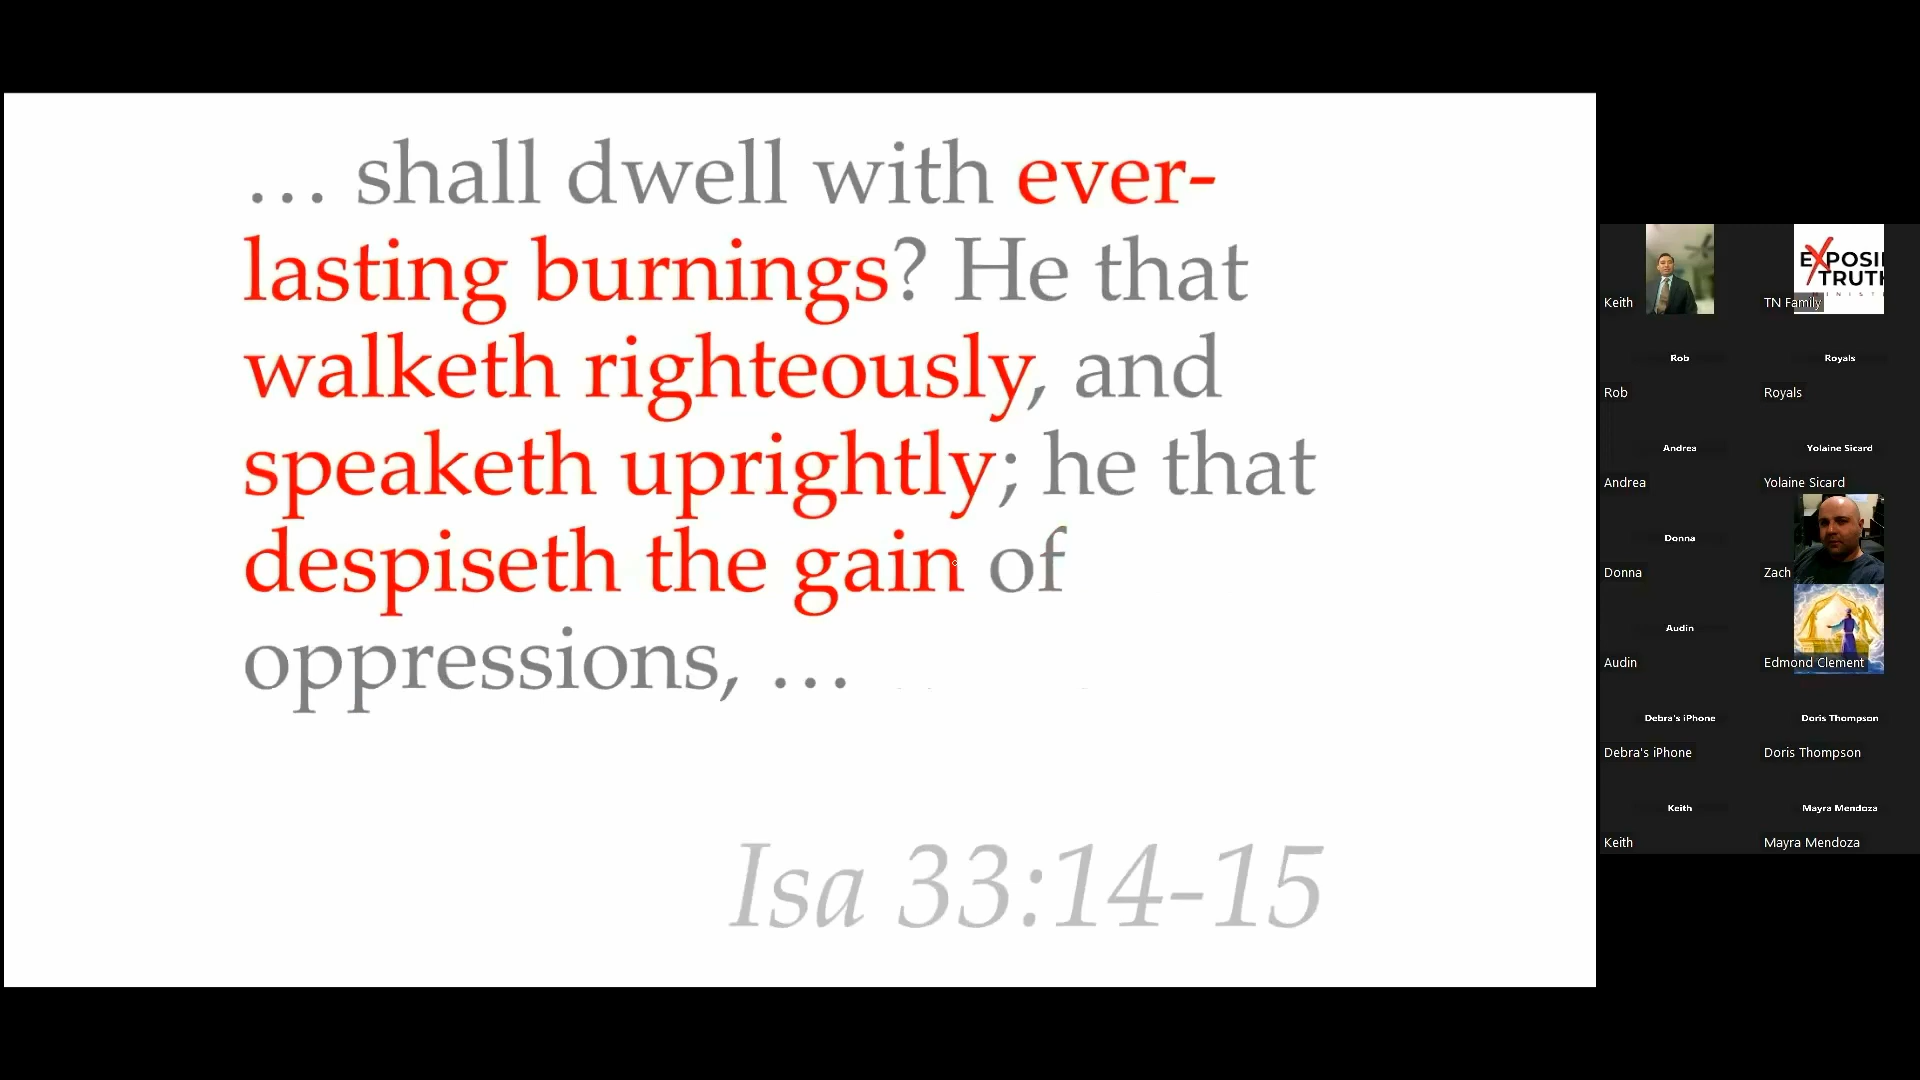 … shall dwell with ever-
lasting burnings? He that
walketh righteously, and
speaketh uprightly; he that
despiseth the gain of
oppressions, …
Isa 33:14-15
Keith
EXPOSI
TRUTH
TN Family
Rob
Royals
Rob
Royals
Andrea
Yolaine Sicard
Andrea
Yolaine Sicard
Donna
Donna
Zach
Audin
Audin
Edmond Clement
Debra's iPhone
Doris Thompson
Debra's iPhone
Doris Thompson
Keith
Mayra Mendoza
Keith
Mayra Mendoza